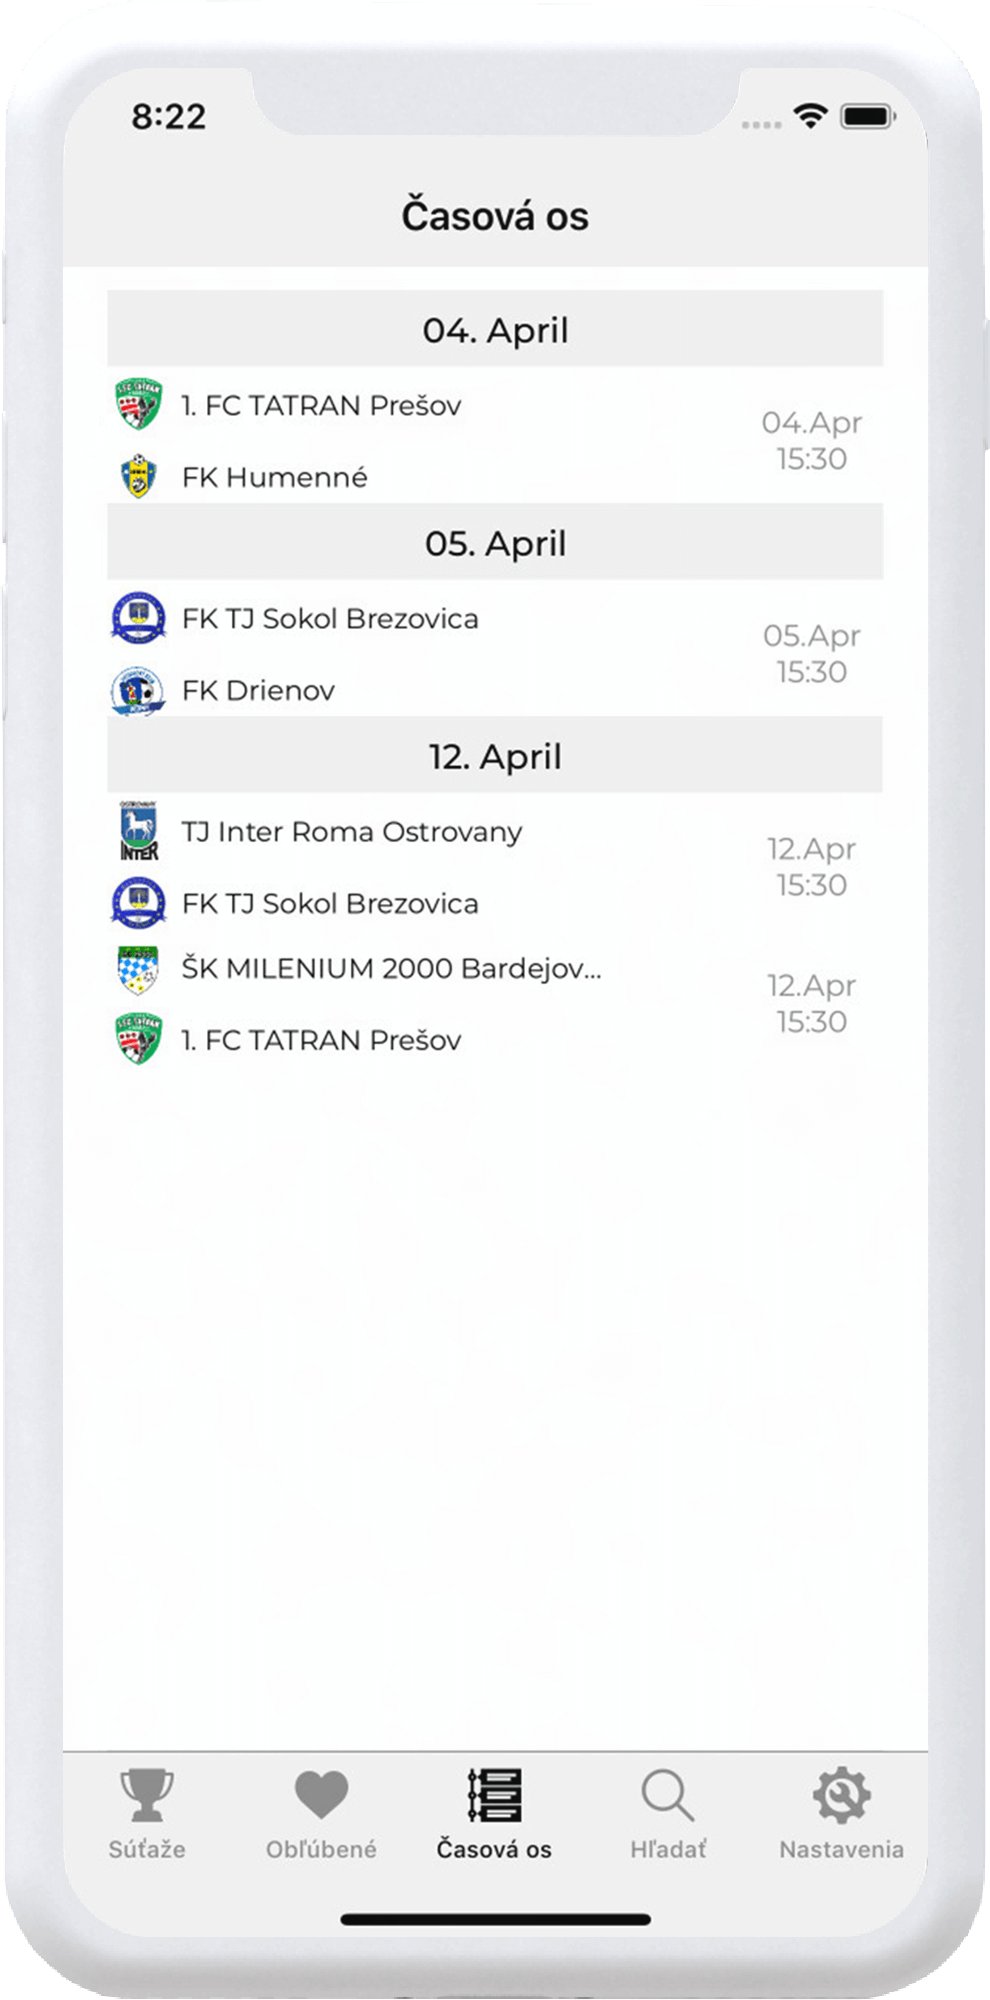 8:22
Časová os
04. April
1. FC TATRAN Prešov
04.Apr
15:30
FK Humenné
05. April
FK TJ Sokol Brezovica
05.Apr
15:30
FK Drienov
12. April
TJ Inter Roma Ostrovany
12.Apr
15:30
FK TJ Sokol Brezovica
ŠK MILENIUM 2000 Bardejov...
12.Apr
15:30
1. FC TATRAN Prešov
Súťaže
Obľúbené
Časová os
Hľadať
Nastavenia